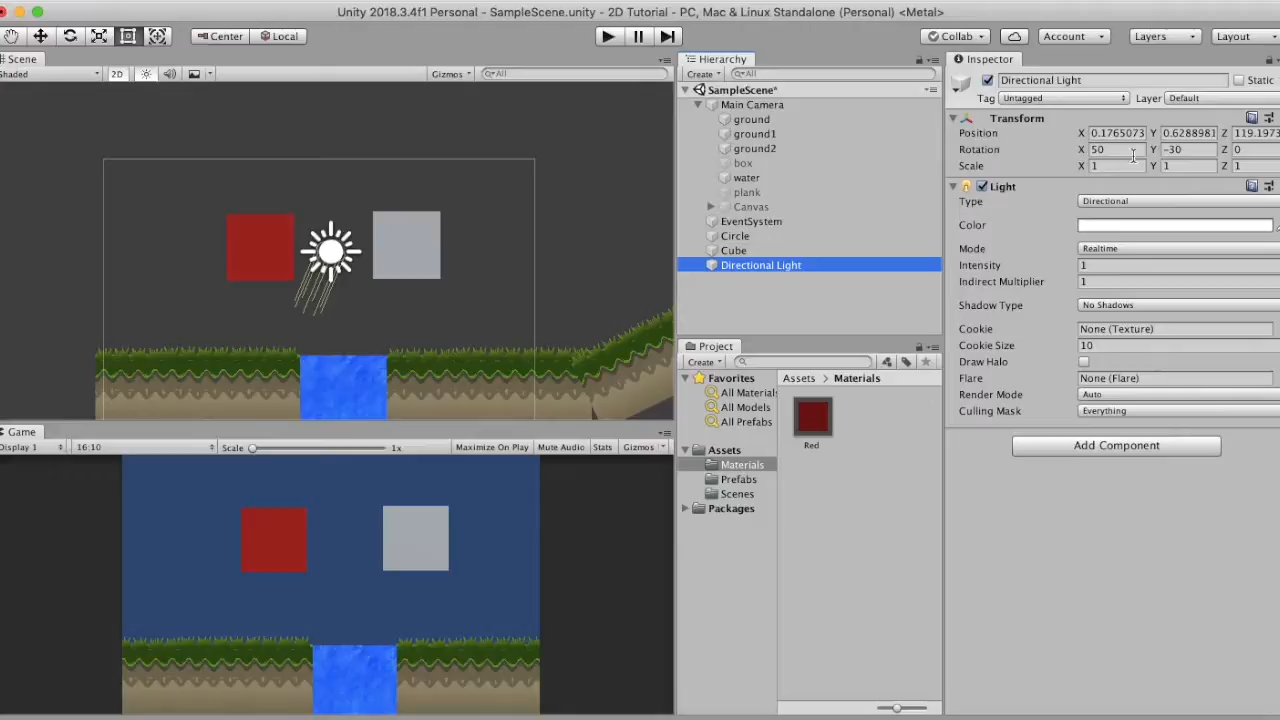 Unity 2018.3.4f1 Personal - SampleScene.unity - 2D Tutorial - PC, Mac & Linux Standalone (Personal) <Metal>
Center Local Collab Account Layers Layout
Scene
Shaded 2D Gizmos All
Hierarchy
Create All
SampleScene*
Main Camera
ground
ground1
ground2
box
water
plank
Canvas
EventSystem
Circle
Cube
Directional Light
Inspector
Directional Light Static
Tag Untagged Layer Default
Transform
Position X 0.1765073 Y 0.6288981 Z 119.1973
Rotation X 50 Y -30 Z 0
Scale X 1 Y 1 Z 1
Light
Type Directional
Color
Mode Realtime
Intensity 1
Indirect Multiplier 1
Shadow Type No Shadows
Cookie None (Texture)
Cookie Size 10
Draw Halo
Flare None (Flare)
Render Mode Auto
Culling Mask Everything
Add Component
Project
Create
Favorites
All Materials
All Models
All Prefabs
Assets
Materials
Prefabs
Scenes
Packages
Assets Materials
Red
Game
Display 1 16:10 Scale 1x Maximize On Play Mute Audio Stats Gizmos